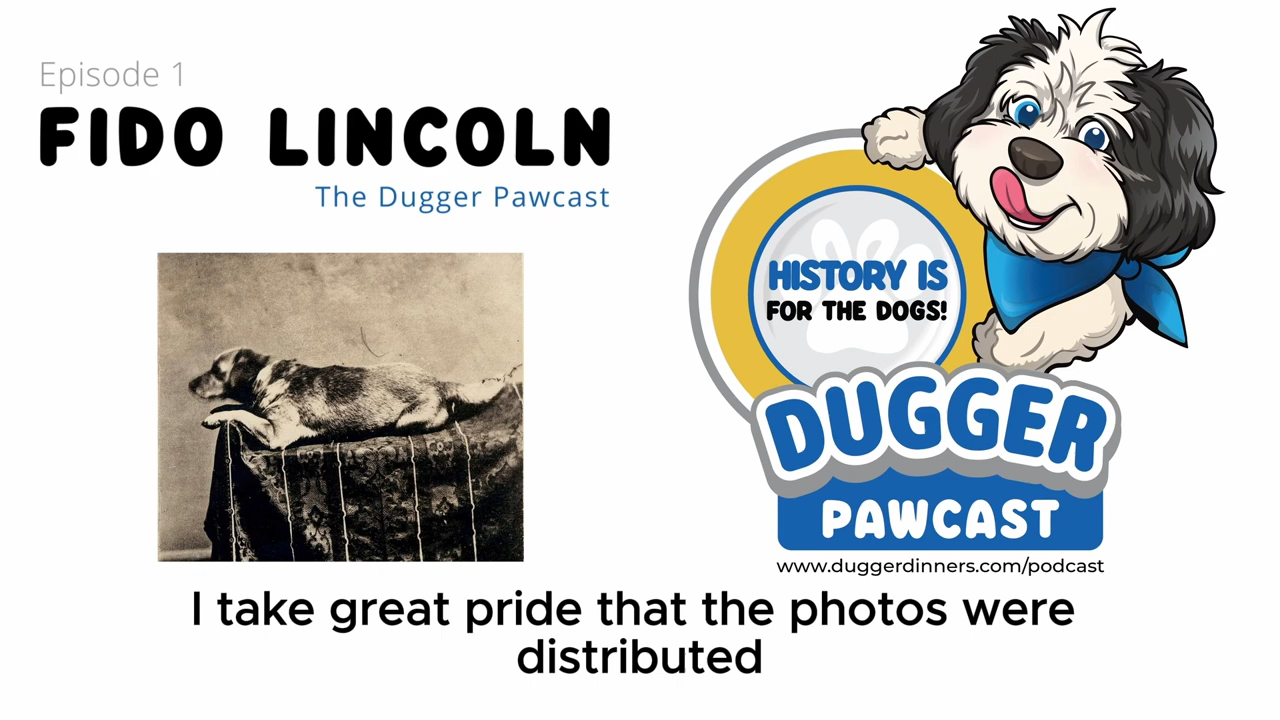 Episode 1
FIDO LINCOLN
The Dugger Pawcast
HISTORY IS
FOR THE DOGS!
DUGGER
PAWCAST
www.duggerdinners.com/podcast
I take great pride that the photos were
distributed